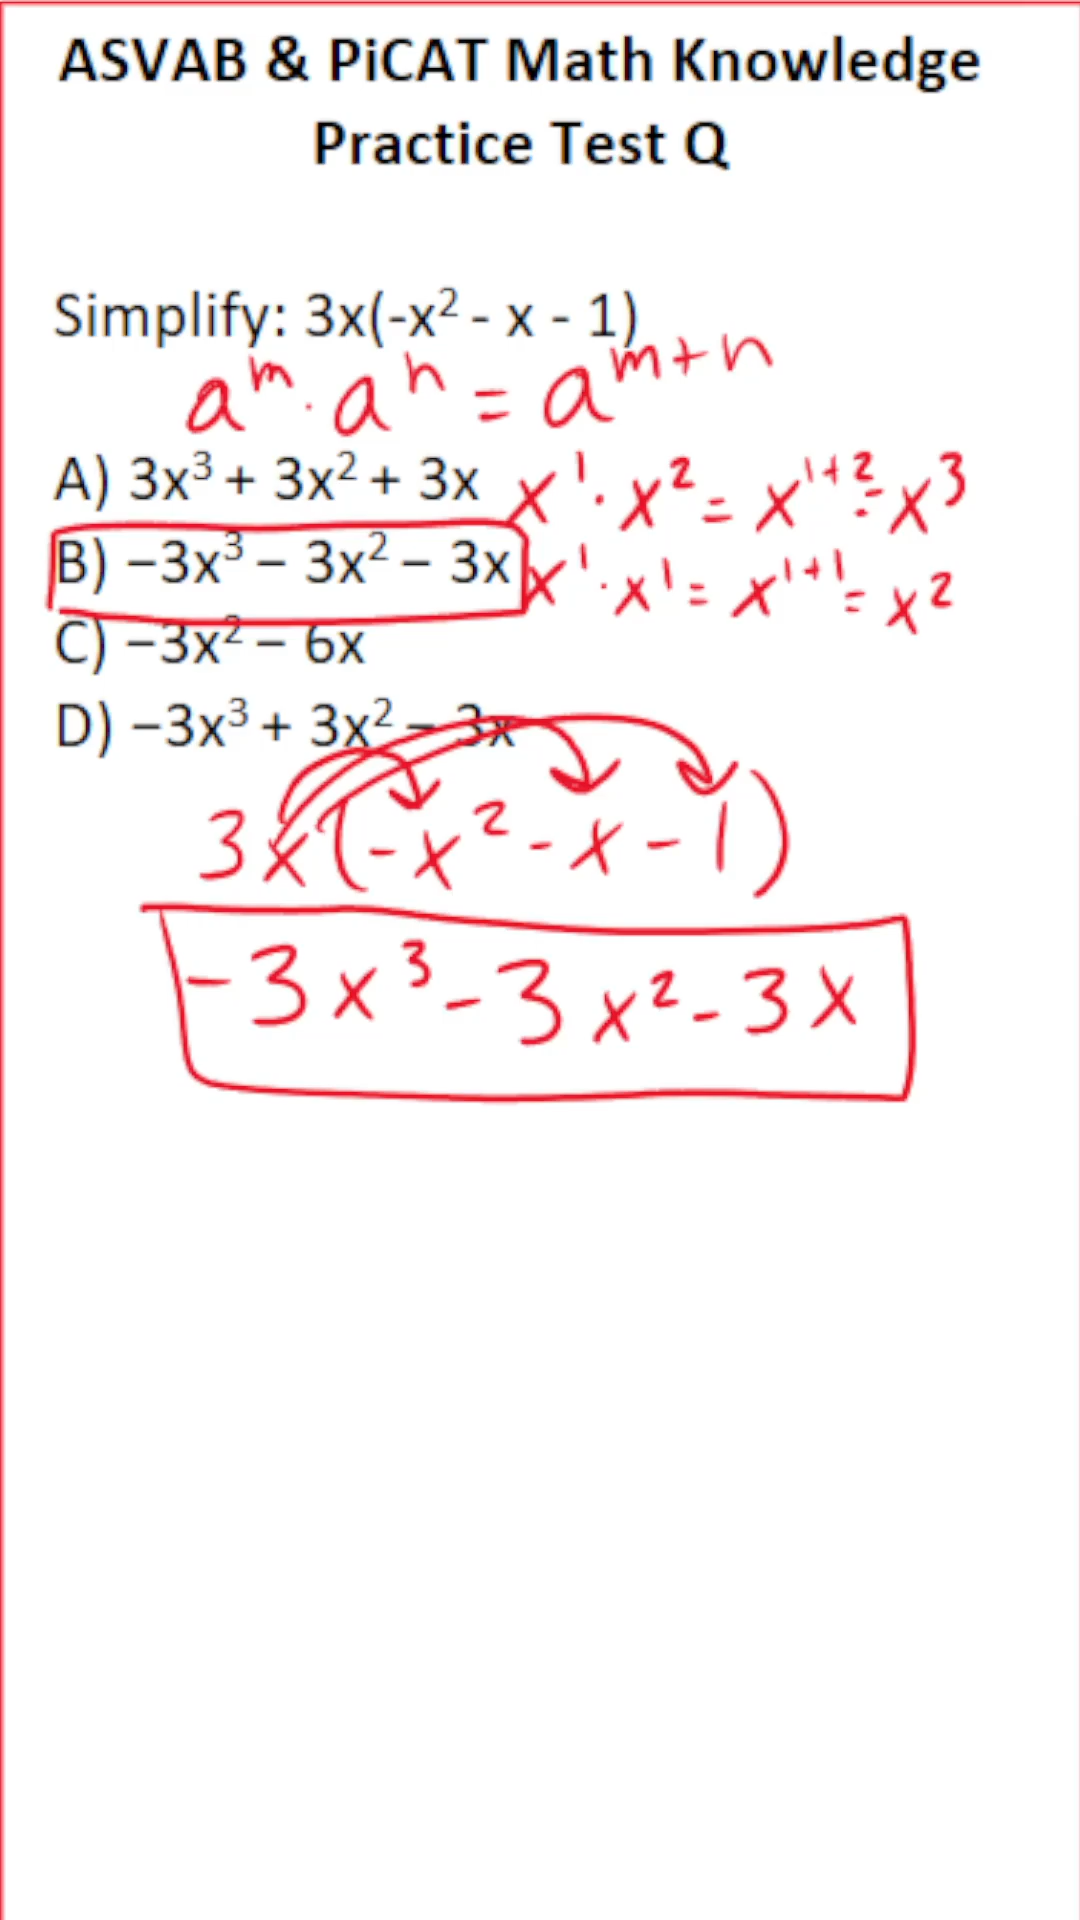 ASVAB & PiCAT Math Knowledge
Practice Test Q
Simplify: 3x(-x² - x - 1)
aᵐ · aⁿ = aᵐ⁺ⁿ
A) 3x³ + 3x² + 3x x¹ · x² = x¹⁺² = x³
B) −3x³ − 3x² − 3x x¹ · x¹ = x¹⁺¹ = x²
C) −3x² − 6x
D) −3x³ + 3x² − 3x
3x(-x² - x - 1)
-3x³ - 3x² - 3x